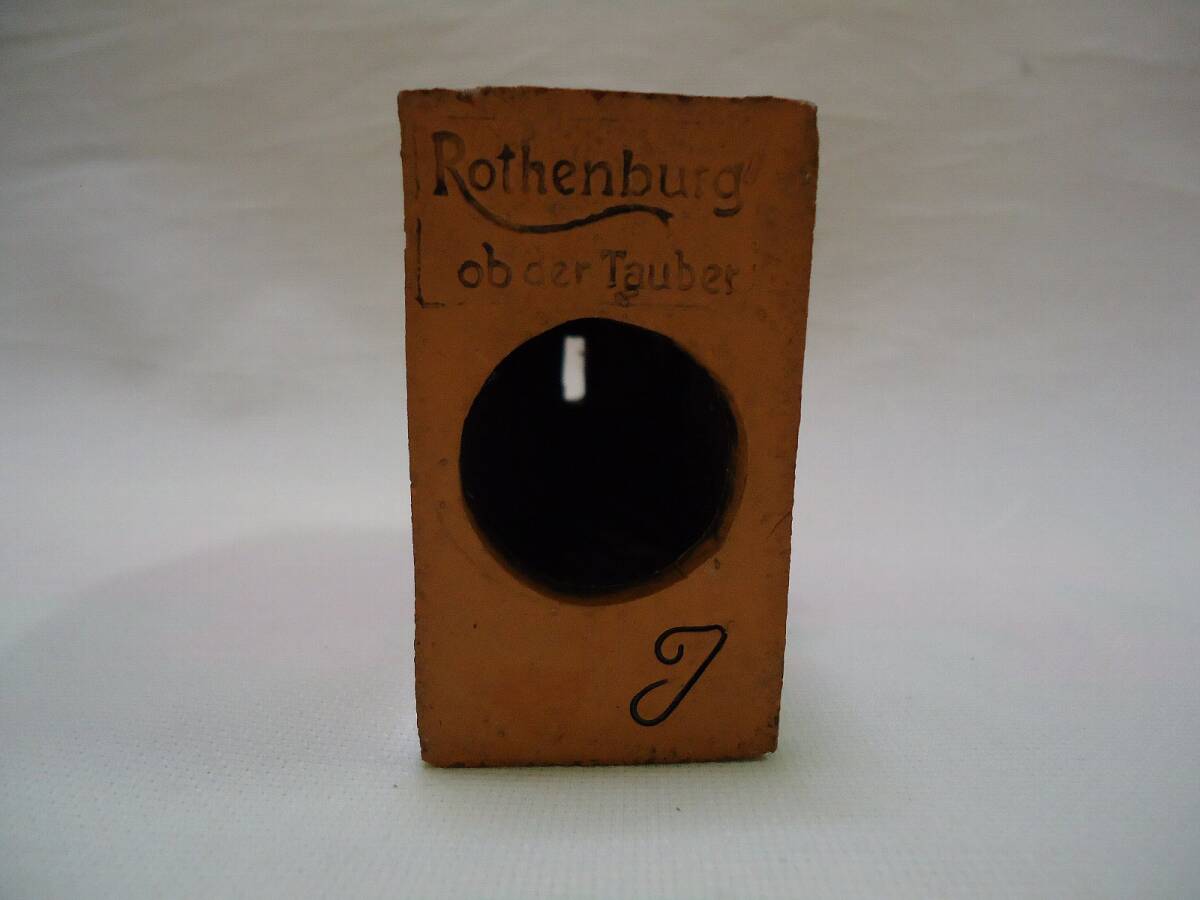 Rothenburg
ob der Tauber
J